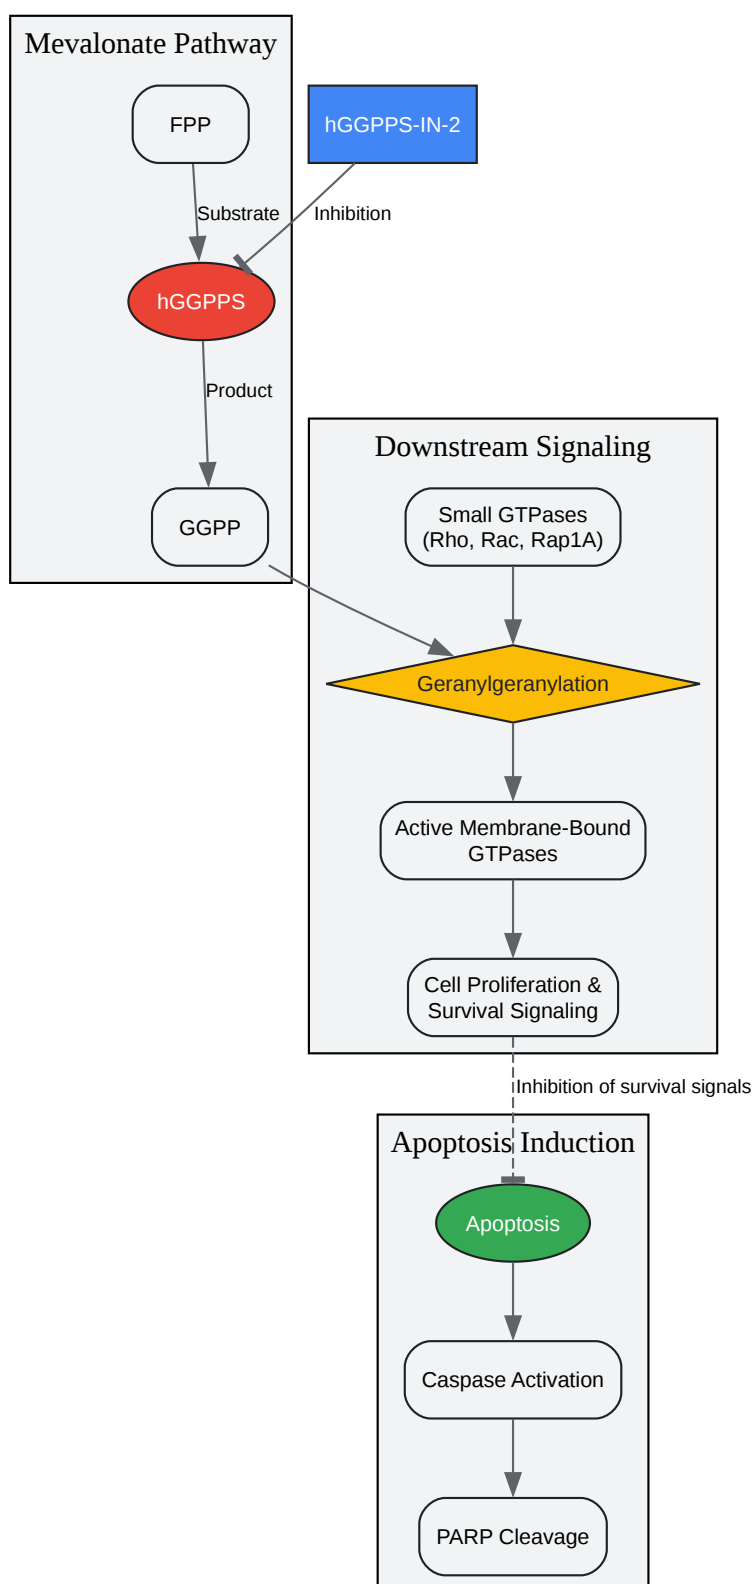 Mevalonate Pathway
FPP
hGGPPS-IN-2
Substrate
Inhibition
hGGPPS
Product
GGPP
Downstream Signaling
Small GTPases
(Rho, Rac, Rap1A)
Geranylgeranylation
Active Membrane-Bound
GTPases
Cell Proliferation &
Survival Signaling
Inhibition of survival signals
Apoptosis Induction
Apoptosis
Caspase Activation
PARP Cleavage